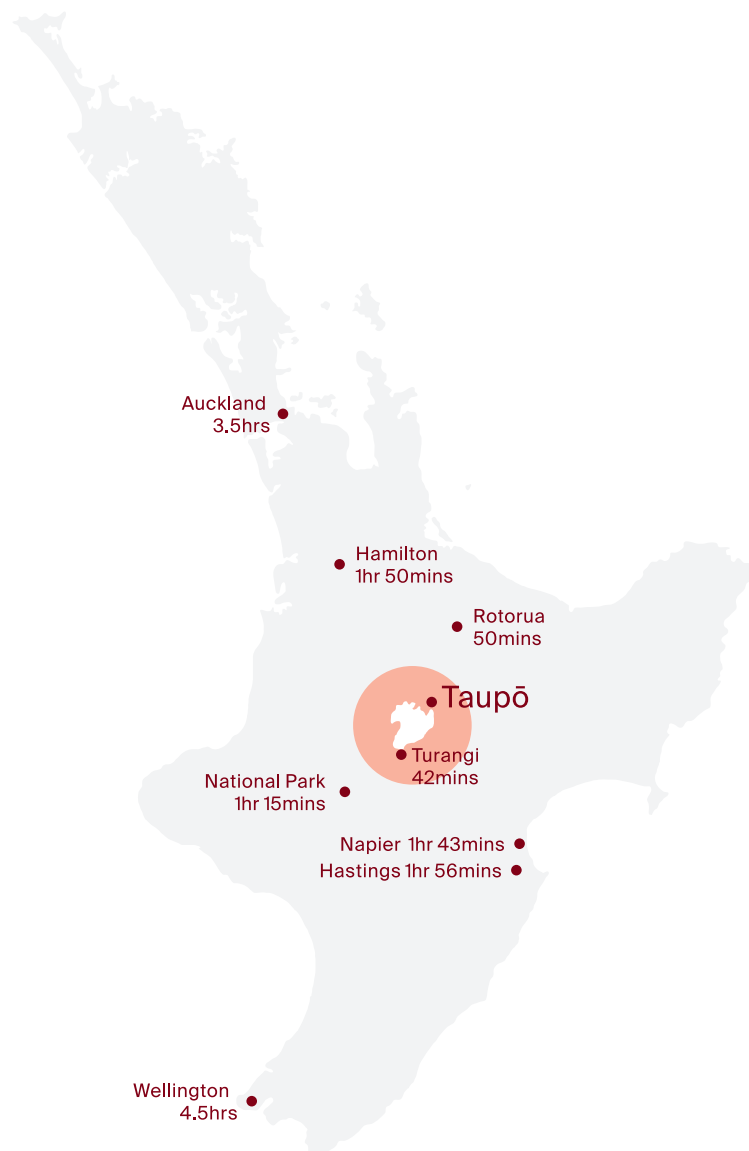 Auckland
3.5hrs
Hamilton
1hr 50mins
Rotorua
50mins
Taupō
Turangi
42mins
National Park
1hr 15mins
Napier 1hr 43mins
Hastings 1hr 56mins
Wellington
4.5hrs